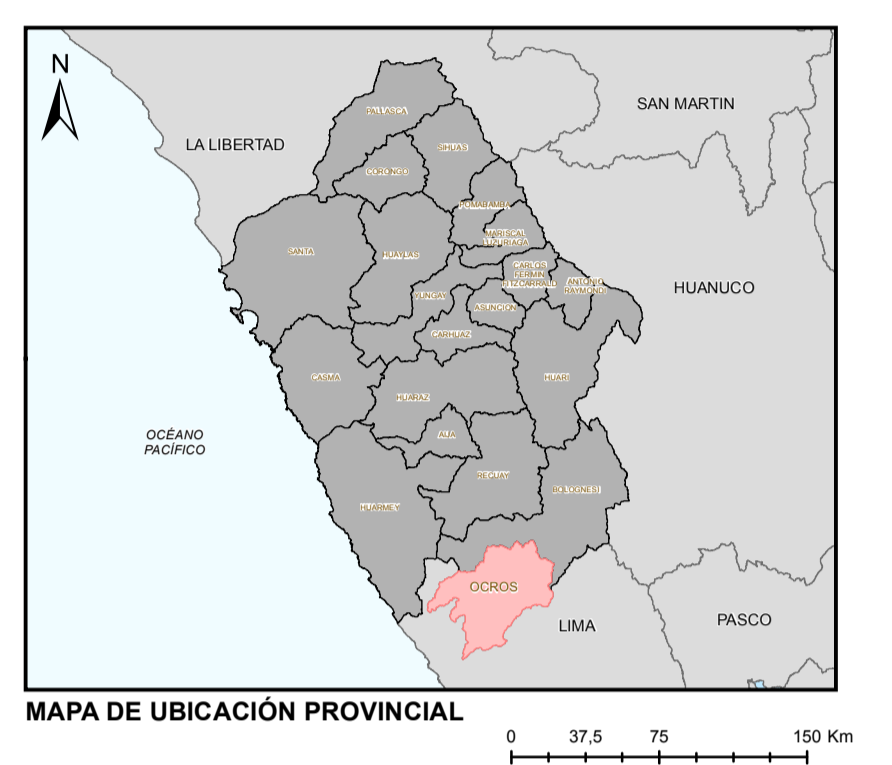 N
PALLASCA
SAN MARTIN
LA LIBERTAD
SIHUAS
CORONGO
POMABAMBA
MARISCAL
LUZURIAGA
SANTA
HUAYLAS
CARLOS
FERMIN
FITZCARRALD
ANTONIO
RAYMONDI
HUANUCO
YUNGAY
ASUNCION
CARHUAZ
CASMA
HUARI
HUARAZ
OCÉANO
PACÍFICO
AIJA
RECUAY
BOLOGNESI
HUARMEY
OCROS
LIMA
PASCO
MAPA DE UBICACIÓN PROVINCIAL
0 37,5 75 150 Km